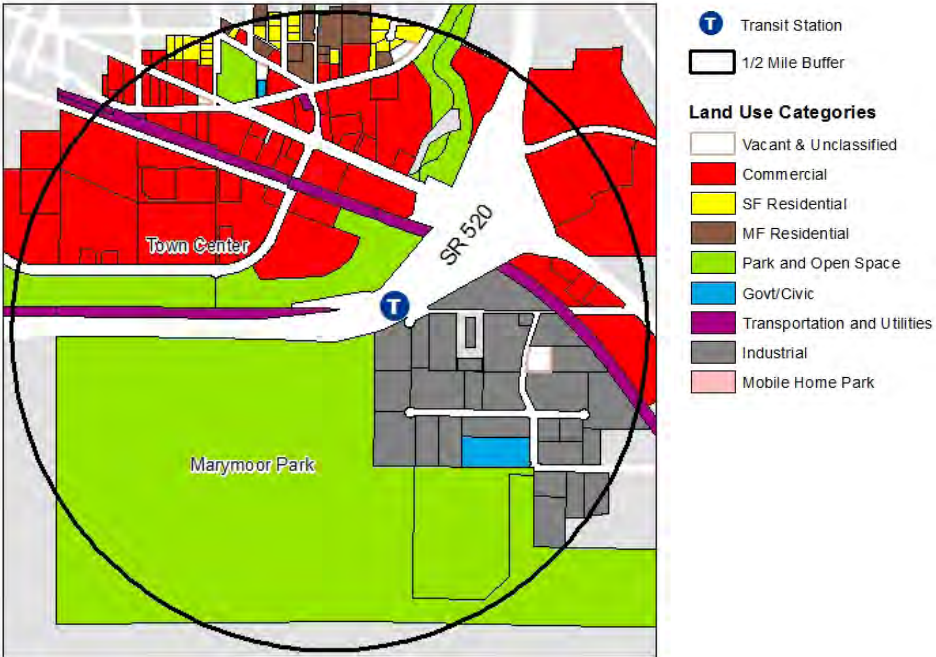 Town Center
SR 520
T
Marymoor Park
T Transit Station
1/2 Mile Buffer
Land Use Categories
Vacant & Unclassified
Commercial
SF Residential
MF Residential
Park and Open Space
Govt/Civic
Transportation and Utilities
Industrial
Mobile Home Park